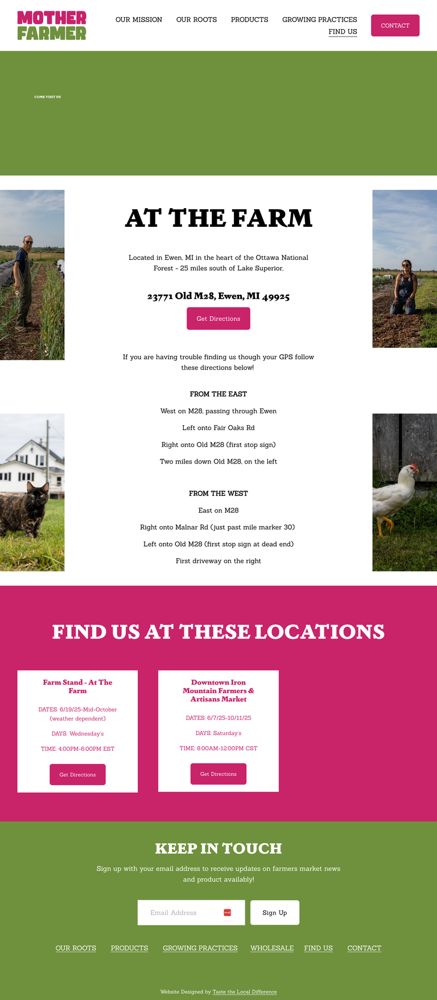 MOTHER
FARMER
OUR MISSION OUR ROOTS PRODUCTS GROWING PRACTICES
FIND US
CONTACT
COME VISIT US
AT THE FARM
Located in Ewen, MI in the heart of the Ottawa National
Forest - 25 miles south of Lake Superior,
23771 Old M28, Ewen, MI 49925
Get Directions
If you are having trouble finding us though your GPS follow
these directions below!
FROM THE EAST
West on M28, passing through Ewen
Left onto Fair Oaks Rd
Right onto Old M28 (first stop sign)
Two miles down Old M28, on the left
FROM THE WEST
East on M28
Right onto Malnar Rd (just past mile marker 30)
Left onto Old M28 (first stop sign at dead end)
First driveway on the right
FIND US AT THESE LOCATIONS
Farm Stand - At The
Farm
DATES: 6/19/25-Mid-October
(weather dependent)
DAYS: Wednesday's
TIME: 4:00PM-6:00PM EST
Get Directions
Downtown Iron
Mountain Farmers &
Artisans Market
DATES: 6/7/25-10/11/25
DAYS: Saturday's
TIME: 8:00AM-12:00PM CST
Get Directions
KEEP IN TOUCH
Sign up with your email address to receive updates on farmers market news
and product availably!
Email Address
Sign Up
OUR ROOTS PRODUCTS GROWING PRACTICES WHOLESALE FIND US CONTACT
Website Designed by Taste the Local Difference